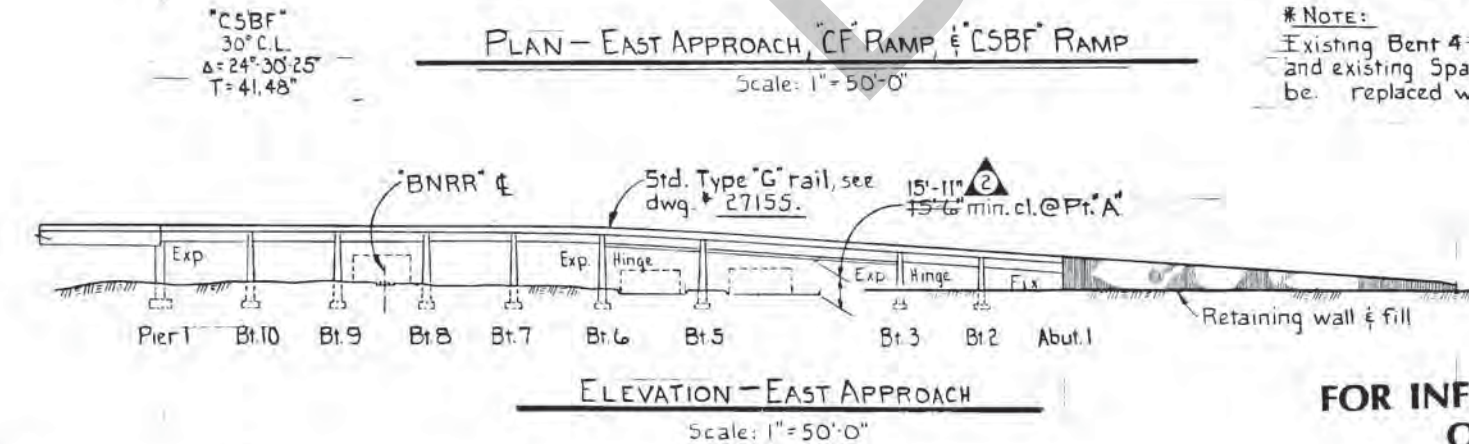 "CSBF"
30° C.L.
Δ=24°-30'-25"
T=41.48"
PLAN — EAST APPROACH, "CF" RAMP, & "CSBF" RAMP
Scale: 1"=50'-0"
* NOTE:
Existing Bent 4
and existing Spa
be replaced w
"BNRR" ℄
Std. Type "G" rail, see
dwg. # 27155.
15'-11" 2
15'-6" min. cl. @ Pt. "A"
Exp. Exp. Hinge Exp. Hinge Fix
Pier 1 Bt. 10 Bt. 9 Bt. 8 Bt. 7 Bt. 6 Bt. 5 Bt. 3 Bt. 2 Abut. 1
Retaining wall & fill
ELEVATION — EAST APPROACH
Scale: 1"=50'-0"
FOR INF